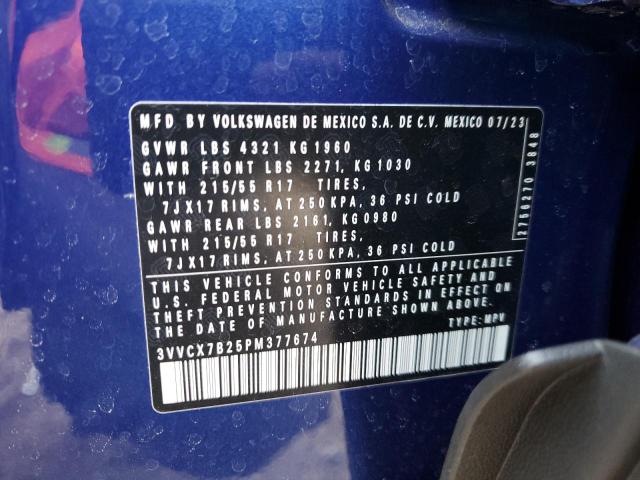 MFD BY VOLKSWAGEN DE MEXICO S.A. DE C.V. MEXICO 07/23
GVWR LBS 4321 KG 1960
GAWR FRONT LBS 2271, KG 1030
WITH 215/55 R17 TIRES,
7JX17 RIMS, AT 250 KPA, 36 PSI COLD
GAWR REAR LBS 2161, KG 0980
WITH 215/55 R17 TIRES,
7JX17 RIMS, AT 250 KPA, 36 PSI COLD
THIS VEHICLE CONFORMS TO ALL APPLICABLE
U.S. FEDERAL MOTOR VEHICLE SAFETY AND
THEFT PREVENTION STANDARDS IN EFFECT ON
THE DATE OF MANUFACTURE SHOWN ABOVE.
3VVCX7B25PM377674 TYPE: MPV
2756270 3848